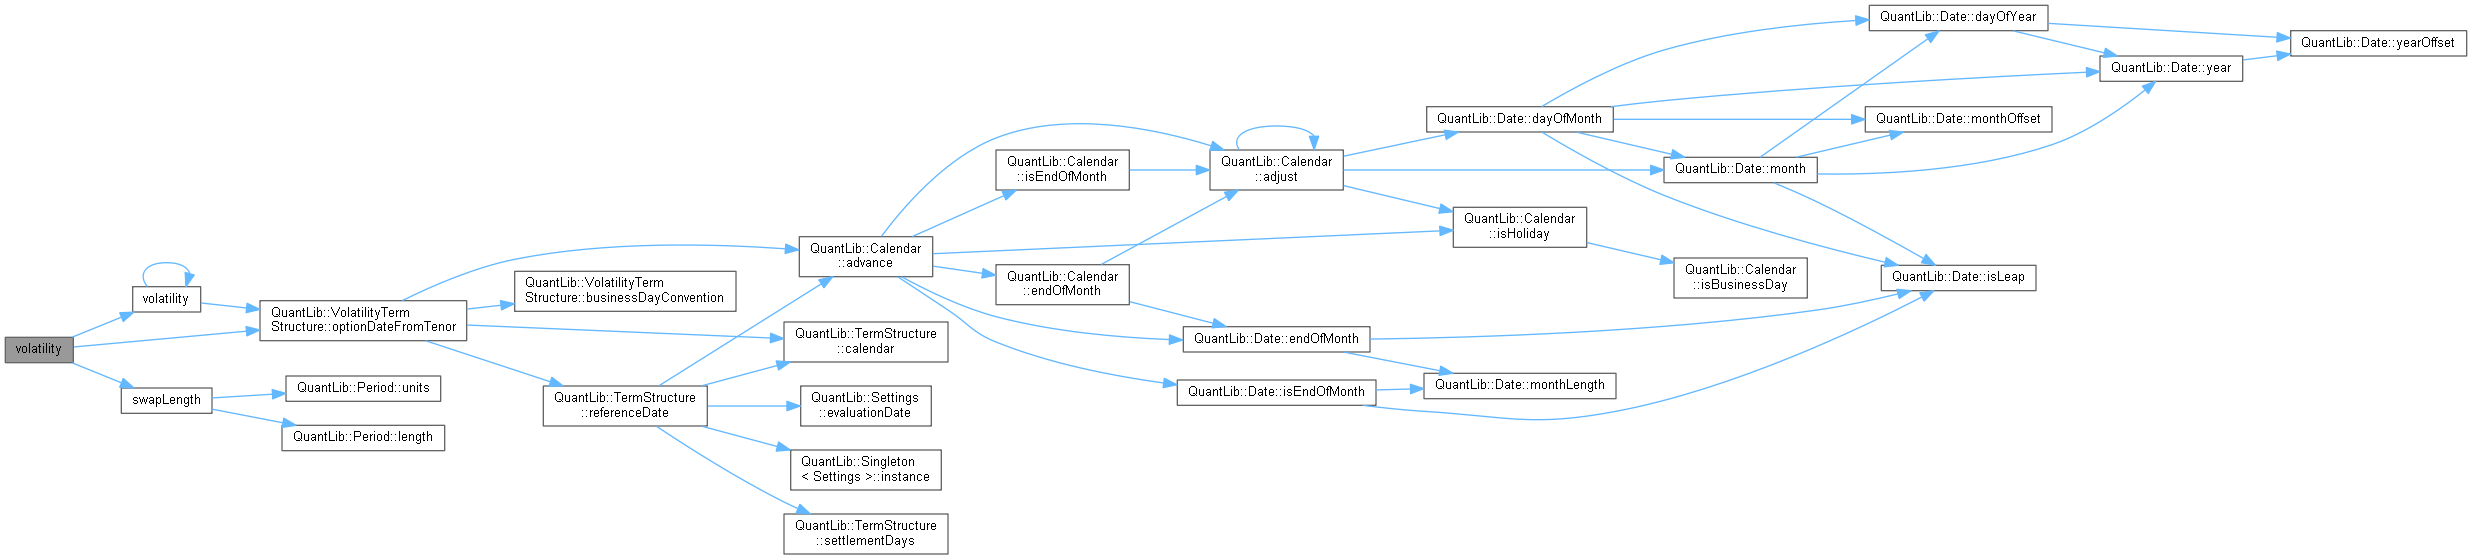 volatility
volatility
swapLength
QuantLib::VolatilityTerm
Structure::optionDateFromTenor
QuantLib::Period::units
QuantLib::Period::length
QuantLib::VolatilityTerm
Structure::businessDayConvention
QuantLib::TermStructure
::referenceDate
QuantLib::Calendar
::advance
QuantLib::TermStructure
::calendar
QuantLib::Settings
::evaluationDate
QuantLib::Singleton
< Settings >::instance
QuantLib::TermStructure
::settlementDays
QuantLib::Calendar
::isEndOfMonth
QuantLib::Calendar
::endOfMonth
QuantLib::Calendar
::adjust
QuantLib::Date::endOfMonth
QuantLib::Date::isEndOfMonth
QuantLib::Date::dayOfMonth
QuantLib::Calendar
::isHoliday
QuantLib::Date::monthLength
QuantLib::Date::month
QuantLib::Calendar
::isBusinessDay
QuantLib::Date::dayOfYear
QuantLib::Date::monthOffset
QuantLib::Date::isLeap
QuantLib::Date::year
QuantLib::Date::yearOffset